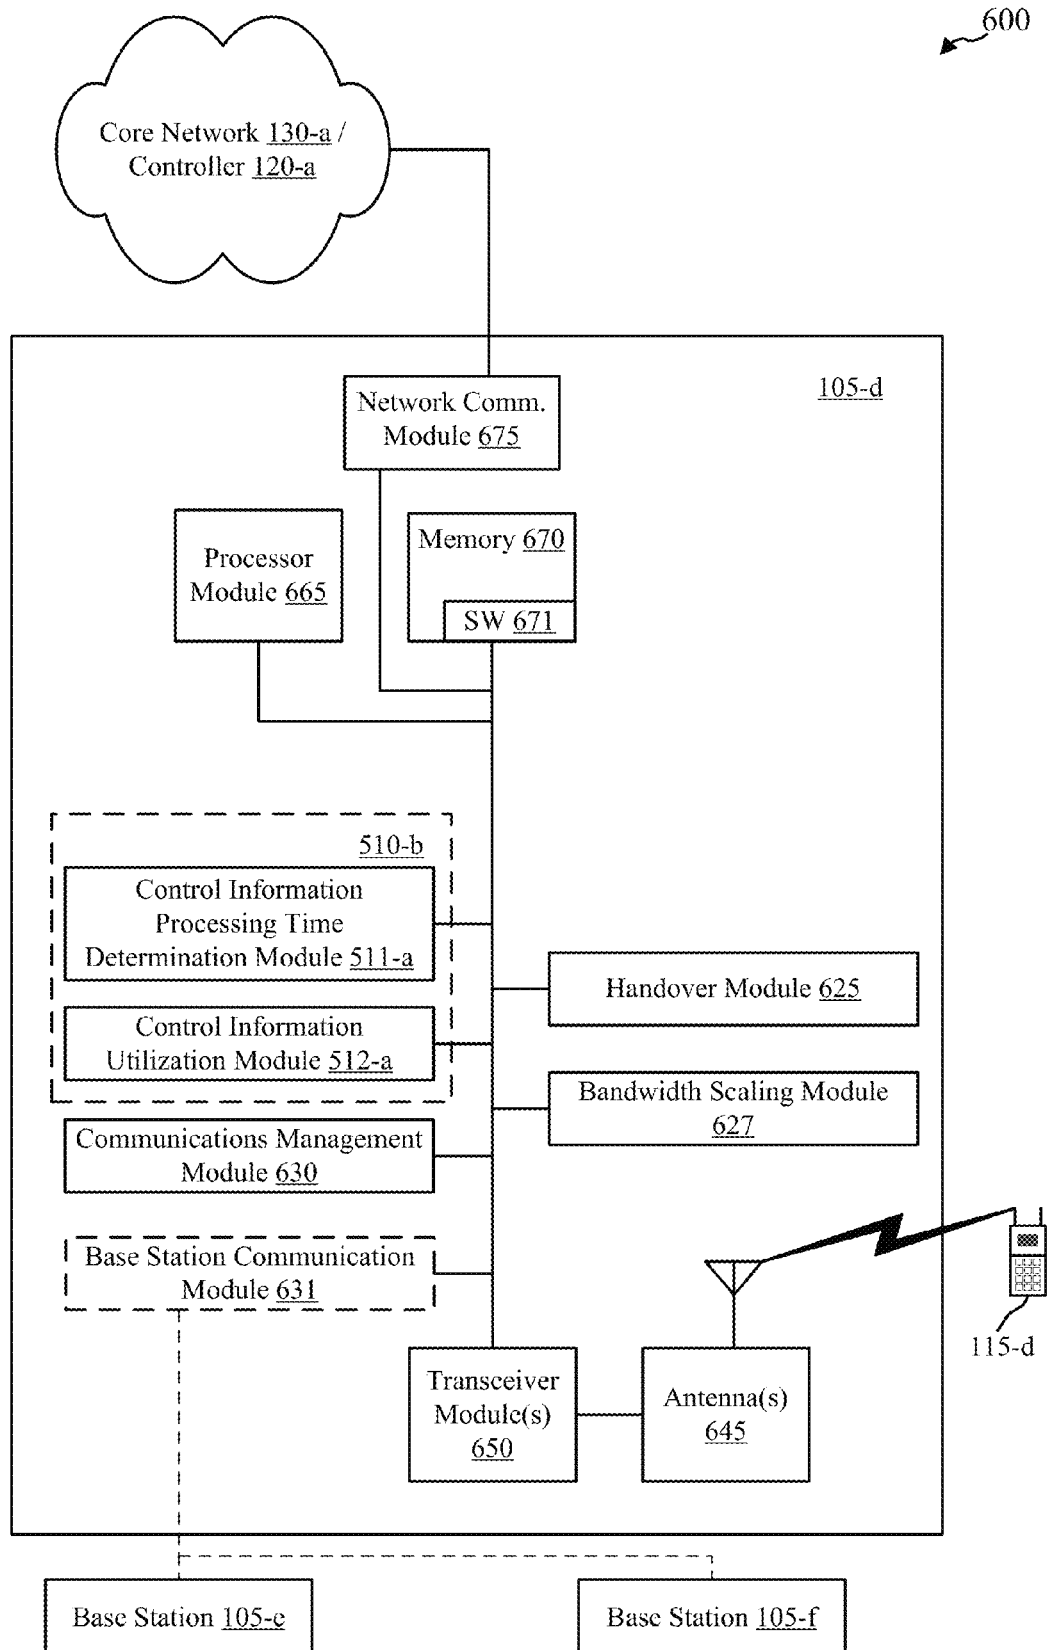 600
Core Network 130-a /
Controller 120-a
105-d
Network Comm.
Module 675
Processor
Module 665
Memory 670
SW 671
510-b
Control Information
Processing Time
Determination Module 511-a
Control Information
Utilization Module 512-a
Handover Module 625
Bandwidth Scaling Module
627
Communications Management
Module 630
Base Station Communication
Module 631
115-d
Transceiver
Module(s)
650
Antenna(s)
645
Base Station 105-e
Base Station 105-f